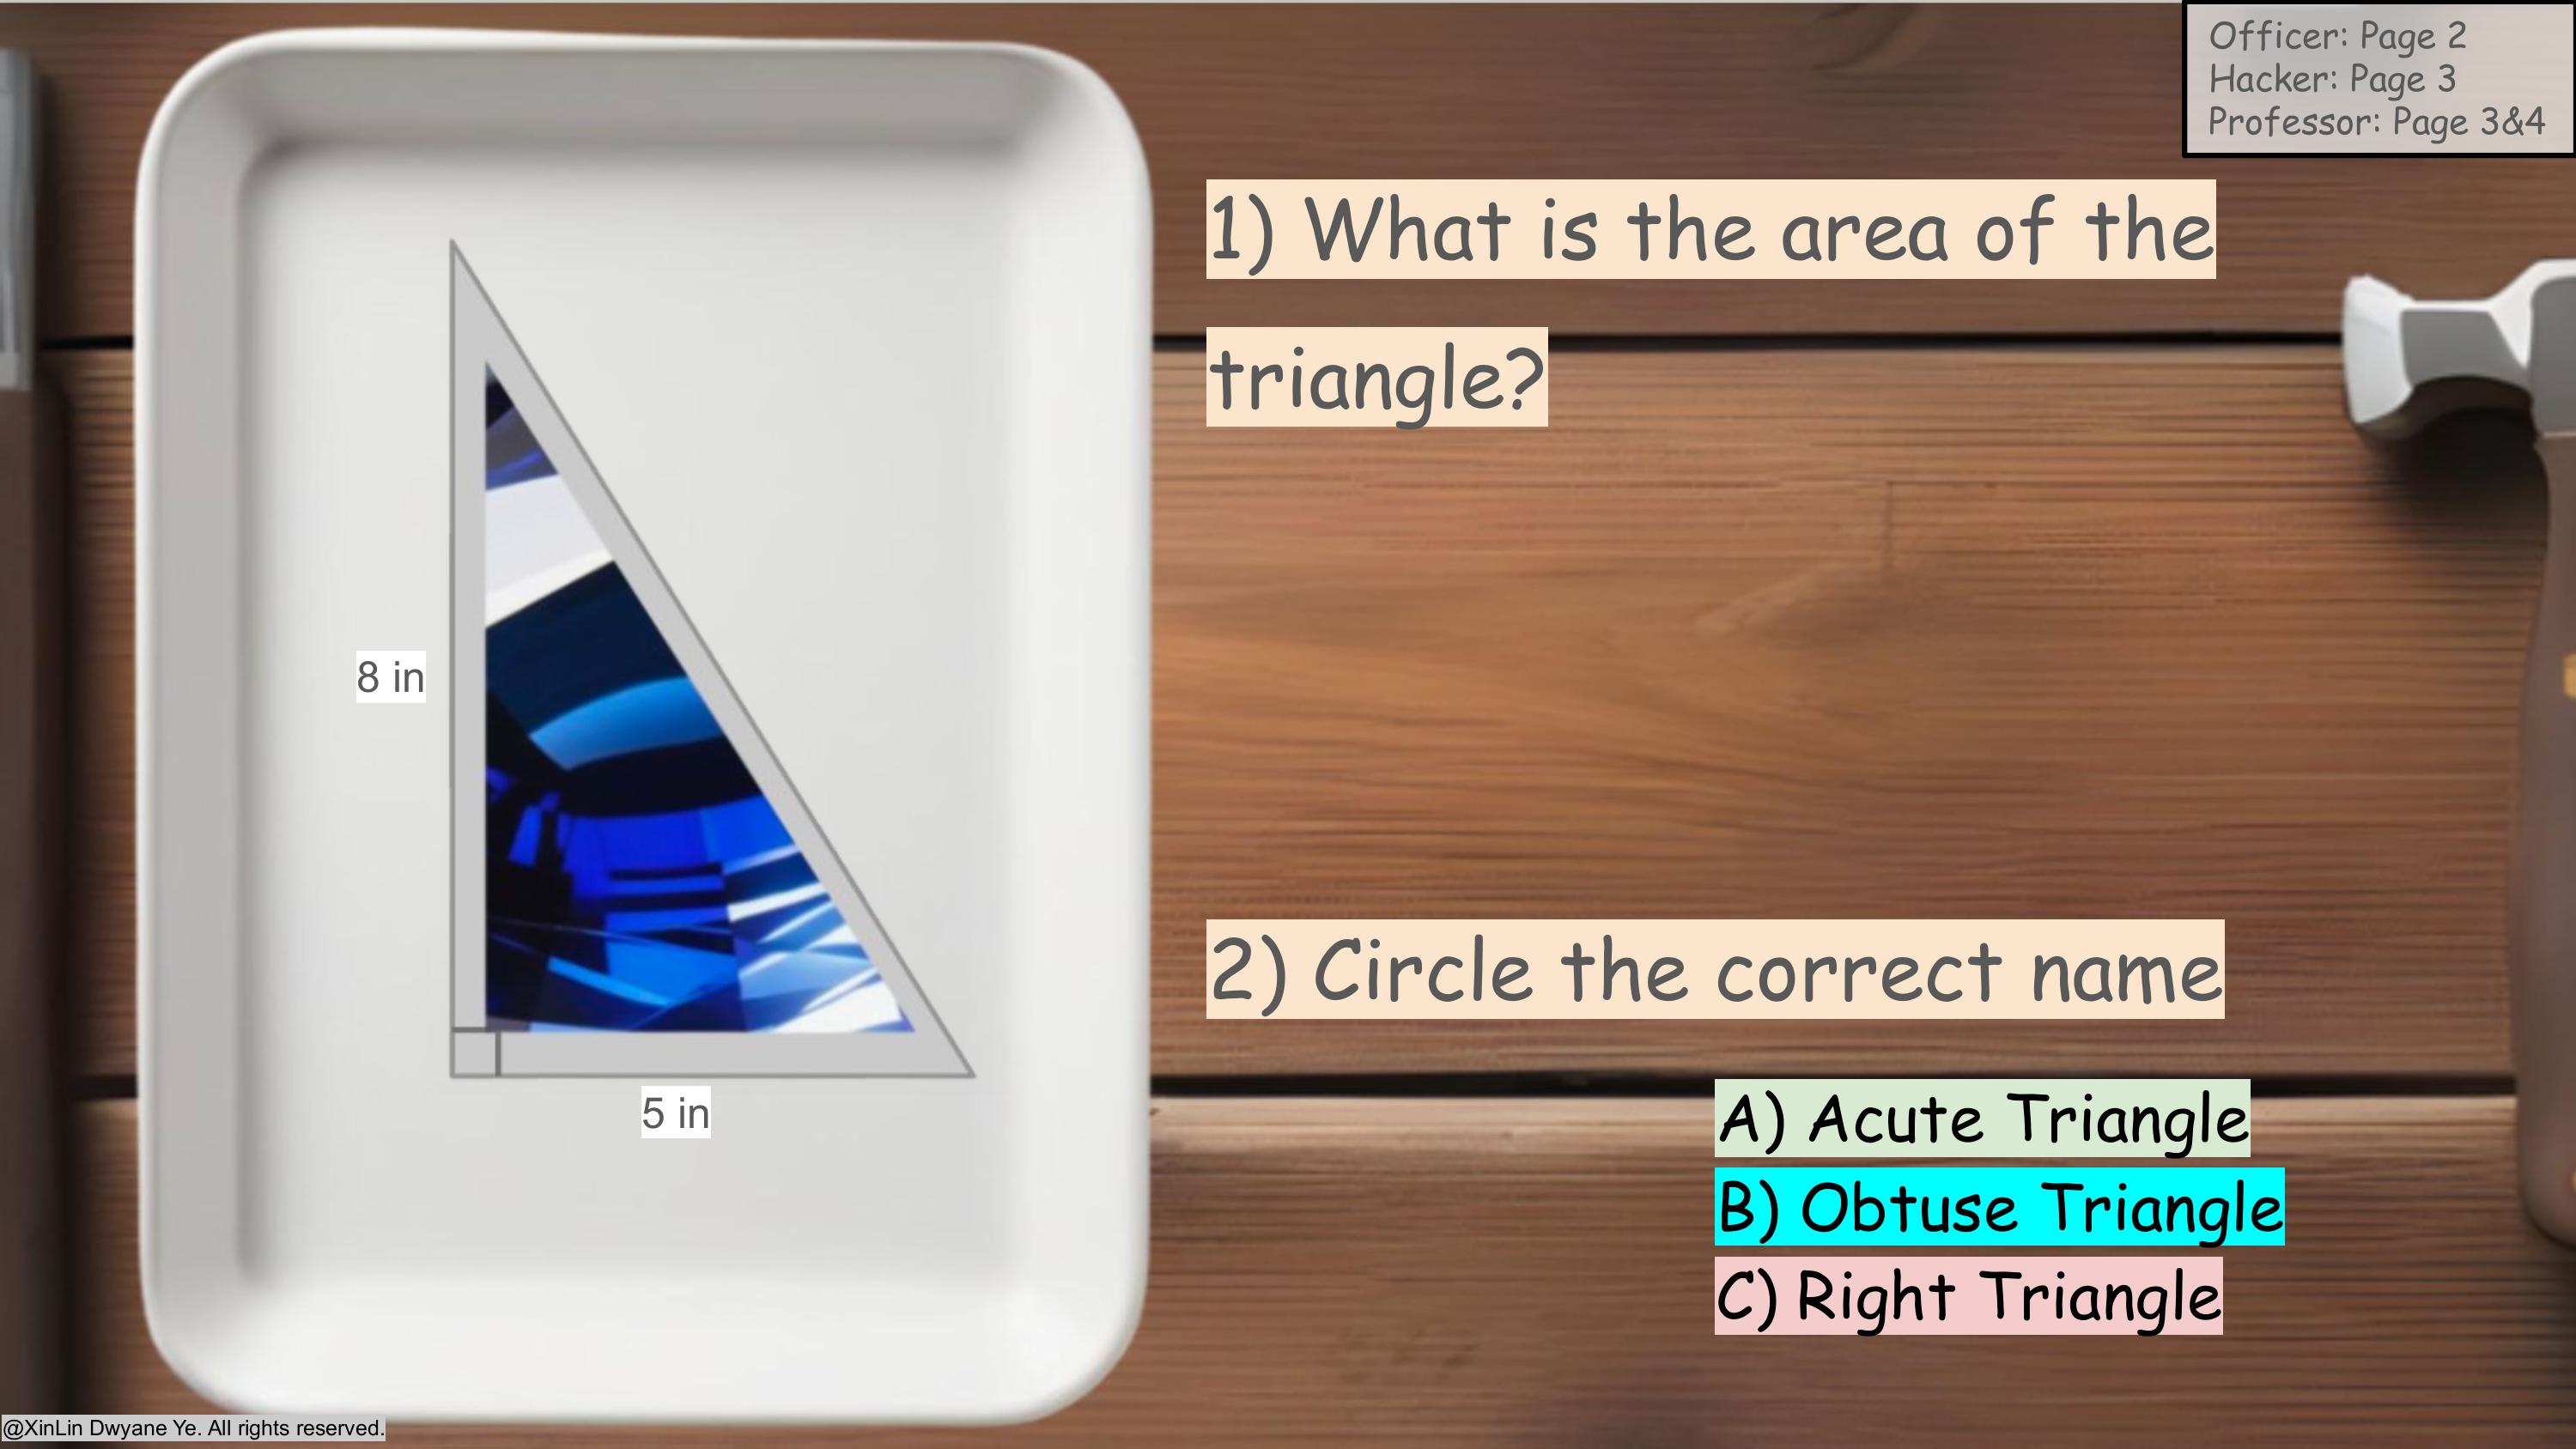 Officer: Page 2
Hacker: Page 3
Professor: Page 3&4
1) What is the area of the
triangle?
8 in
5 in
2) Circle the correct name
A) Acute Triangle
B) Obtuse Triangle
C) Right Triangle
@XinLin Dwyane Ye. All rights reserved.